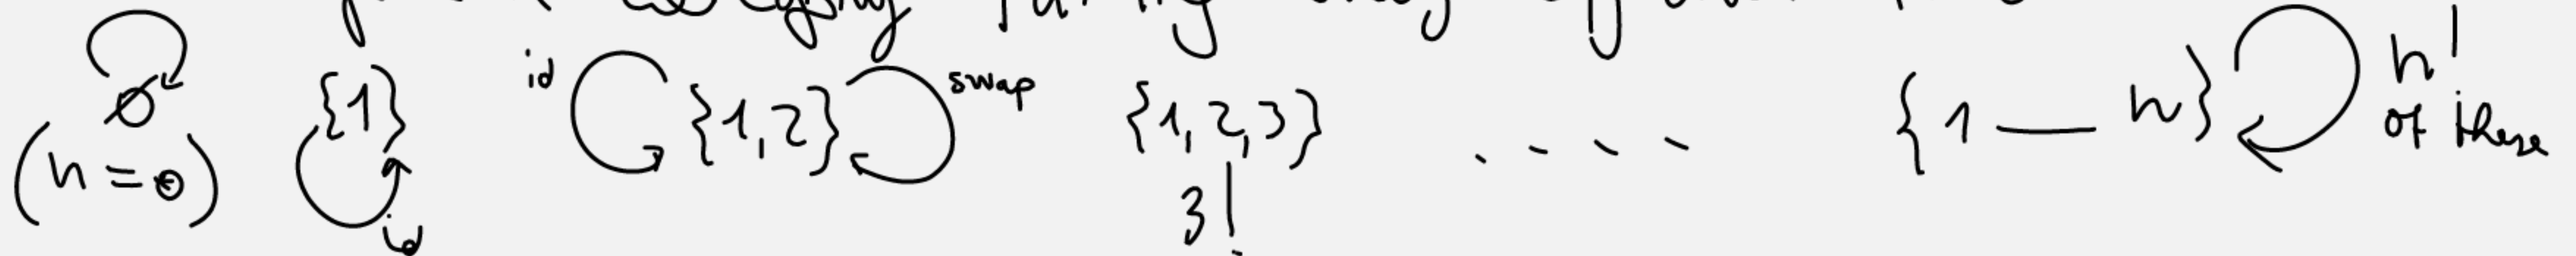 id {1} {1,2} swap {1,2,3} .... {1 — n} n! of these
∅
(n = 0) id 3!